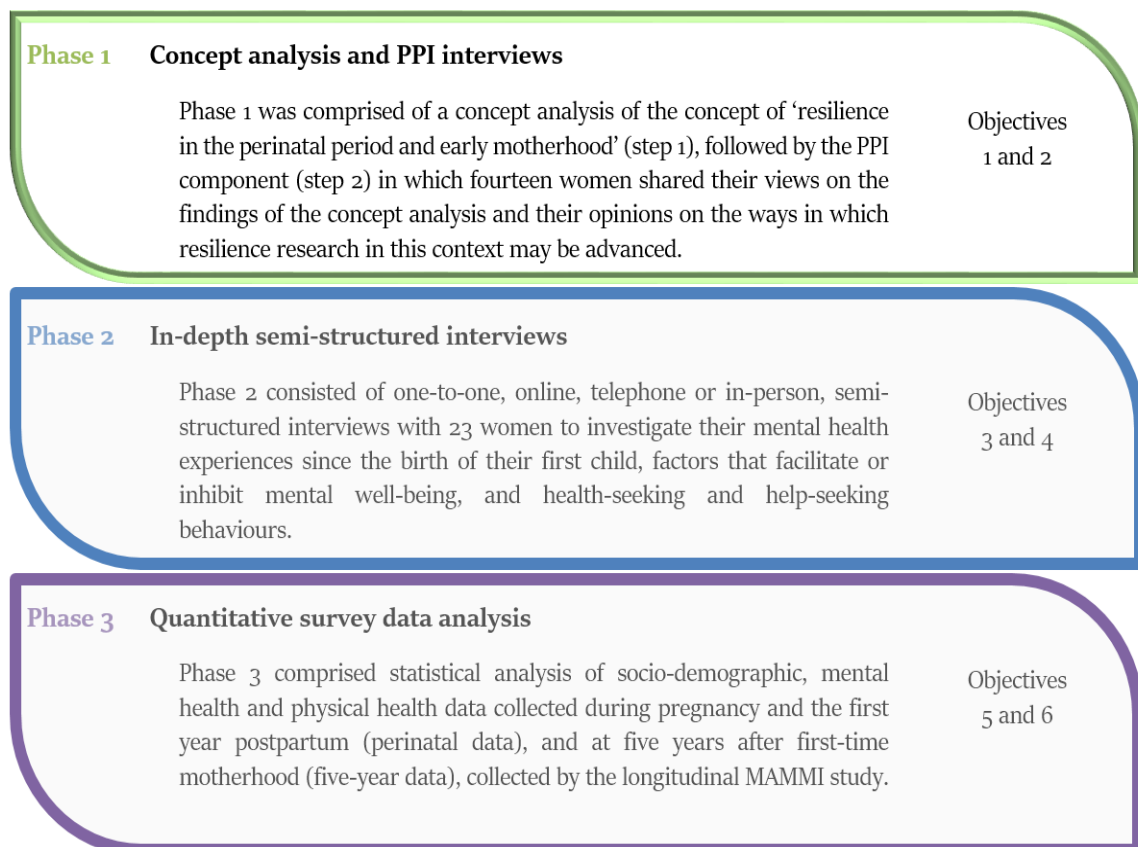 Phase 1 Concept analysis and PPI interviews
Phase 1 was comprised of a concept analysis of the concept of ‘resilience
in the perinatal period and early motherhood’ (step 1), followed by the PPI
component (step 2) in which fourteen women shared their views on the
findings of the concept analysis and their opinions on the ways in which
resilience research in this context may be advanced.
Objectives
1 and 2
Phase 2 In-depth semi-structured interviews
Phase 2 consisted of one-to-one, online, telephone or in-person, semi-
structured interviews with 23 women to investigate their mental health
experiences since the birth of their first child, factors that facilitate or
inhibit mental well-being, and health-seeking and help-seeking
behaviours.
Objectives
3 and 4
Phase 3 Quantitative survey data analysis
Phase 3 comprised statistical analysis of socio-demographic, mental
health and physical health data collected during pregnancy and the first
year postpartum (perinatal data), and at five years after first-time
motherhood (five-year data), collected by the longitudinal MAMMI study.
Objectives
5 and 6